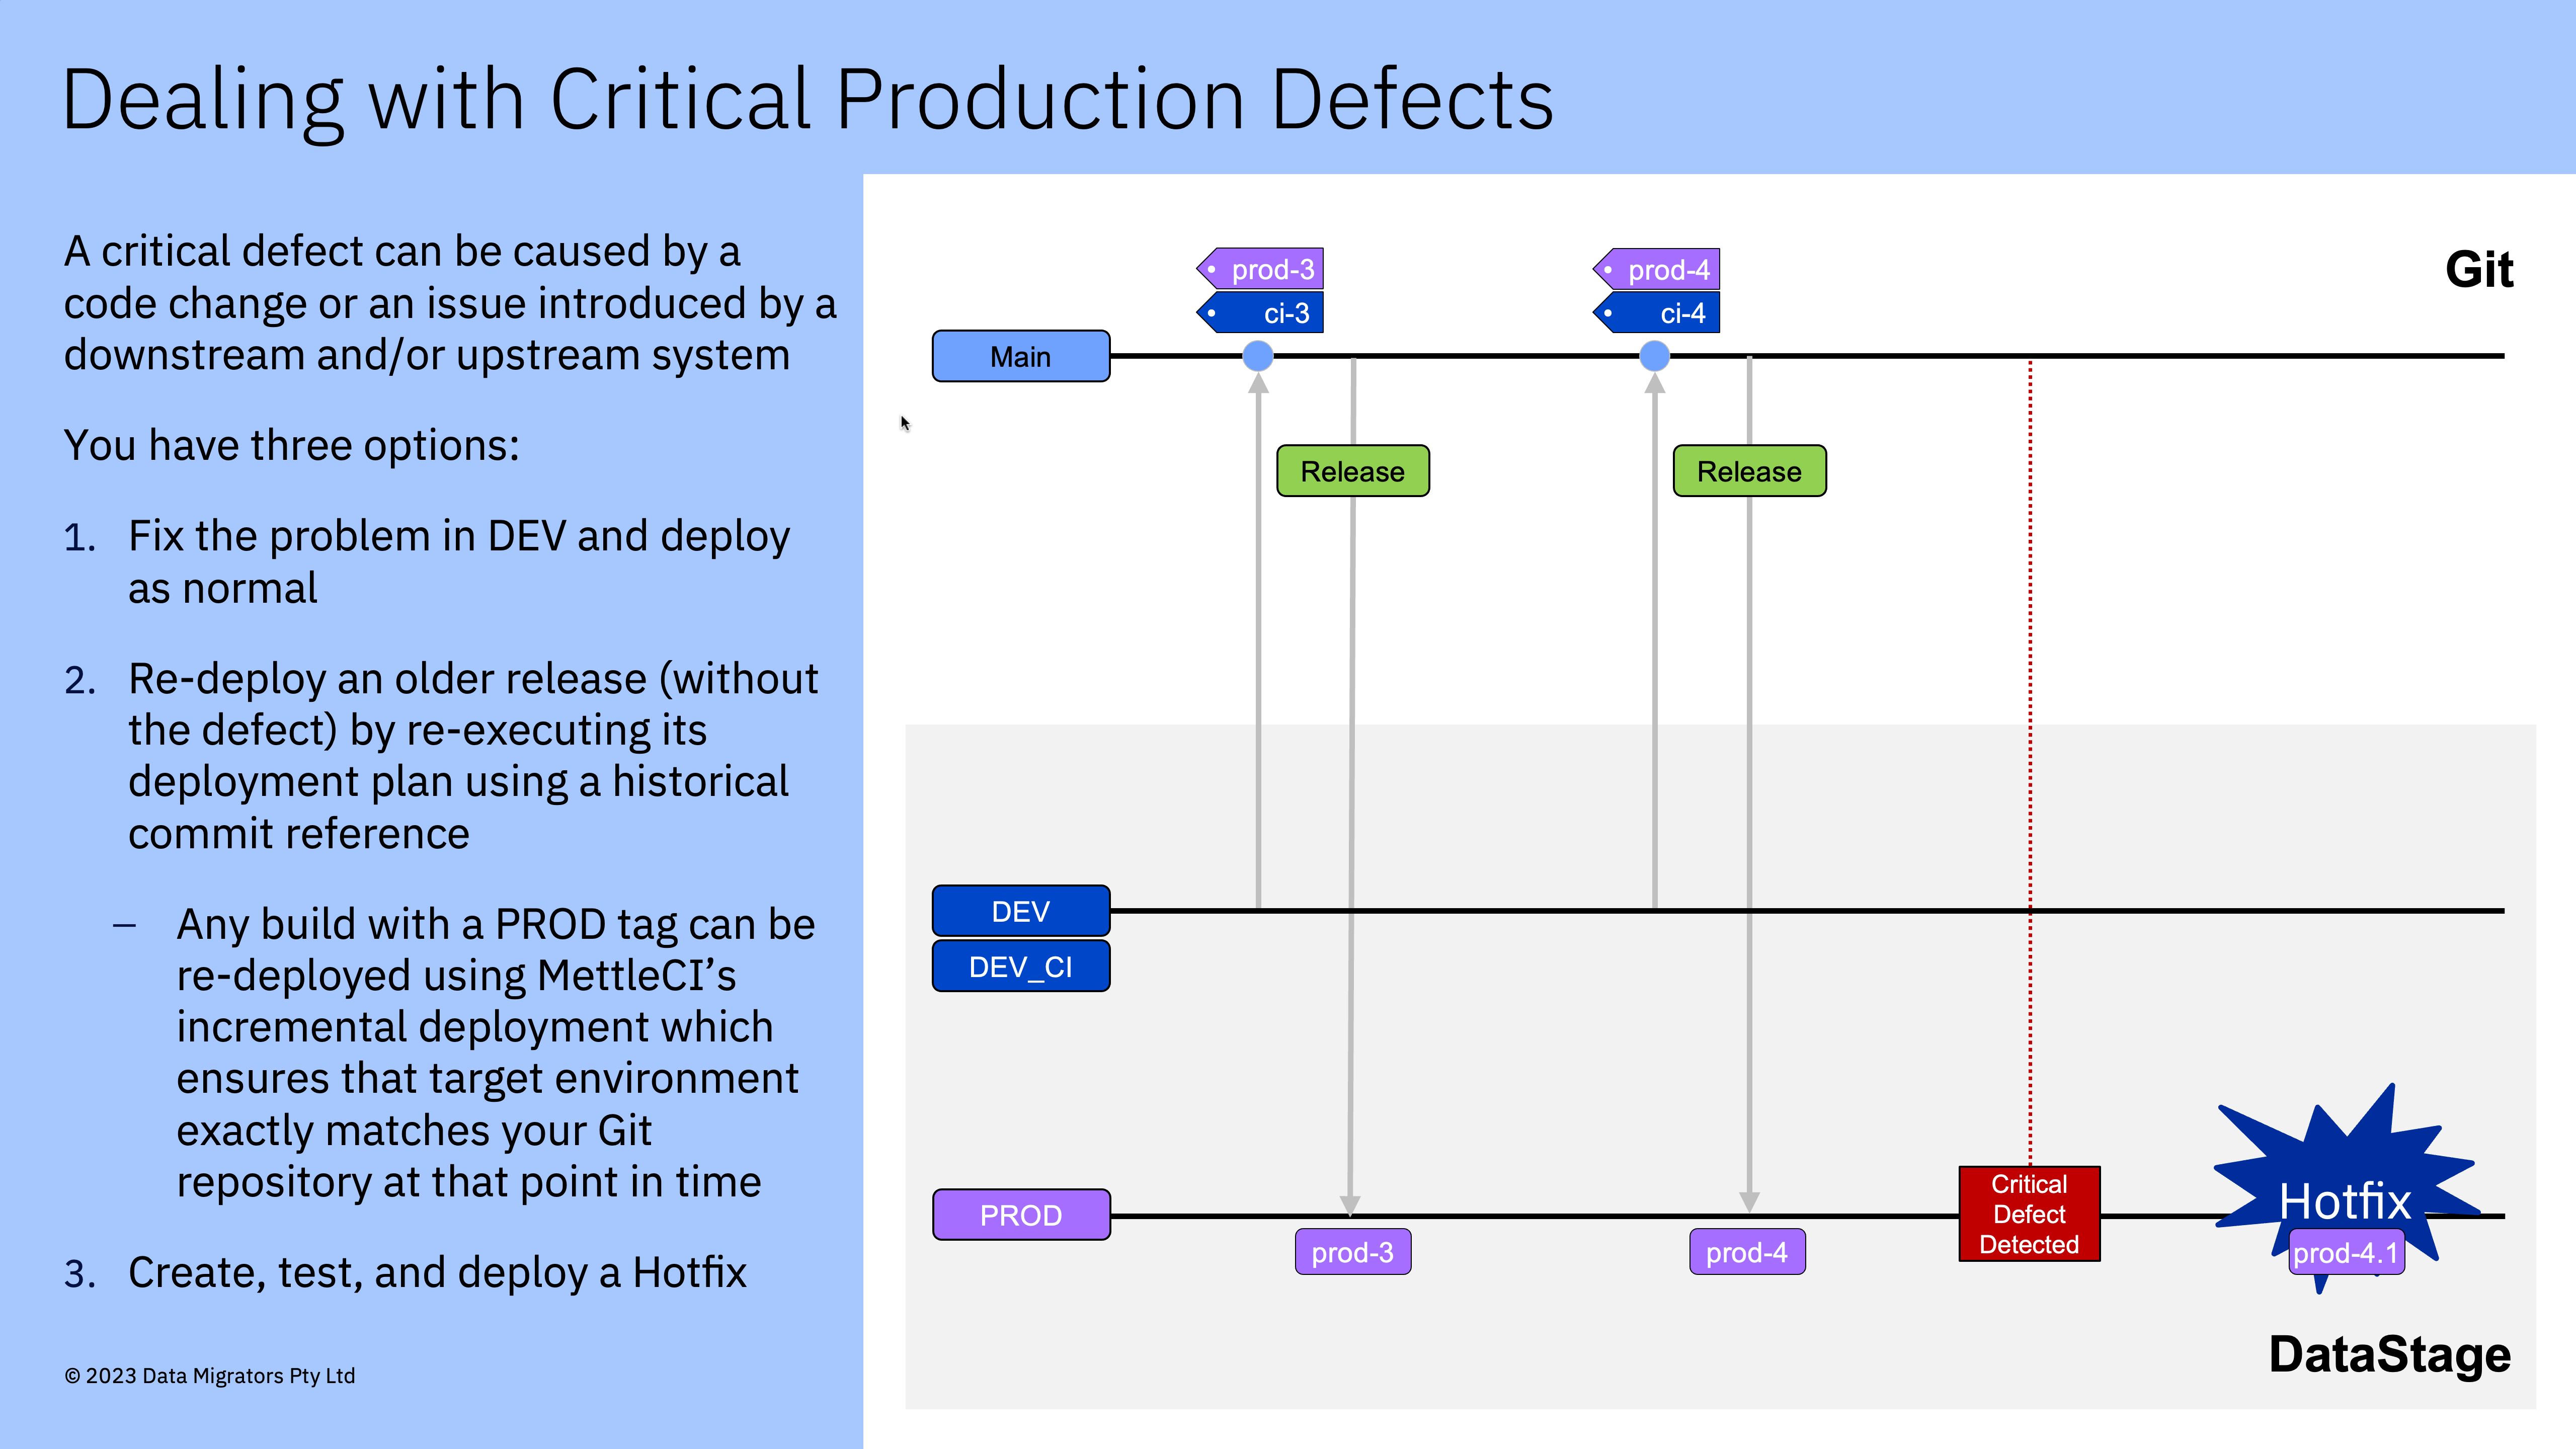 Dealing with Critical Production Defects
A critical defect can be caused by a
code change or an issue introduced by a
downstream and/or upstream system
You have three options:
1. Fix the problem in DEV and deploy
as normal
2. Re-deploy an older release (without
the defect) by re-executing its
deployment plan using a historical
commit reference
– Any build with a PROD tag can be
re-deployed using MettleCI’s
incremental deployment which
ensures that target environment
exactly matches your Git
repository at that point in time
3. Create, test, and deploy a Hotfix
© 2023 Data Migrators Pty Ltd
Git
prod-3
ci-3
prod-4
ci-4
Main
Release
Release
DEV
DEV_CI
PROD
prod-3
prod-4
Critical
Defect
Detected
Hotfix
prod-4.1
DataStage